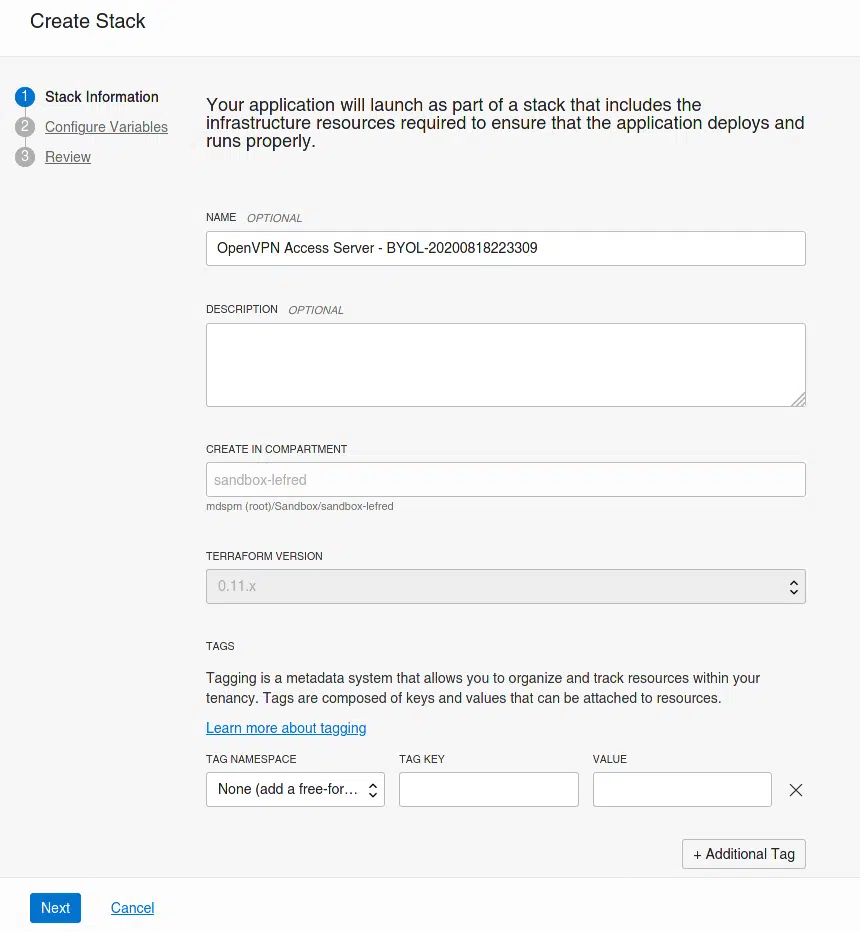 Create Stack
1 Stack Information
2 Configure Variables
3 Review
Your application will launch as part of a stack that includes the
infrastructure resources required to ensure that the application deploys and
runs properly.
NAME OPTIONAL
OpenVPN Access Server - BYOL-20200818223309
DESCRIPTION OPTIONAL
CREATE IN COMPARTMENT
sandbox-lefred
mdspm (root)/Sandbox/sandbox-lefred
TERRAFORM VERSION
0.11.x
TAGS
Tagging is a metadata system that allows you to organize and track resources within your
tenancy. Tags are composed of keys and values that can be attached to resources.
Learn more about tagging
TAG NAMESPACE TAG KEY VALUE
None (add a free-for...
+ Additional Tag
Next Cancel